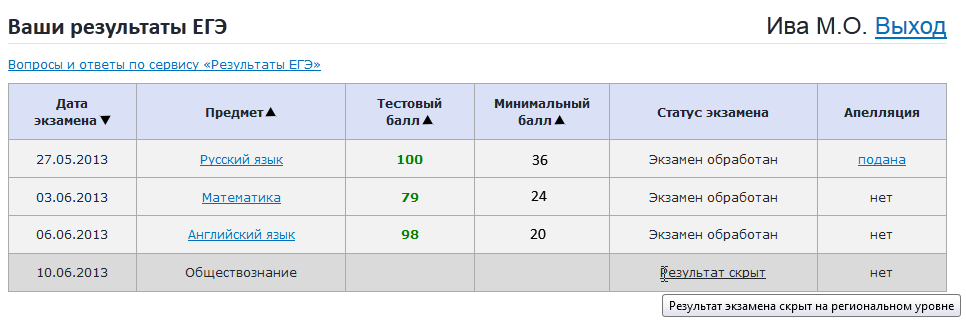 Ваши результаты ЕГЭ
Ива М.О. Выход
Вопросы и ответы по сервису «Результаты ЕГЭ»
Дата экзамена▼ Предмет▲ Тестовый балл▲ Минимальный балл▲ Статус экзамена Апелляция
27.05.2013 Русский язык 100 36 Экзамен обработан подана
03.06.2013 Математика 79 24 Экзамен обработан нет
06.06.2013 Английский язык 98 20 Экзамен обработан нет
10.06.2013 Обществознание Результат скрыт нет
Результат экзамена скрыт на региональном уровне